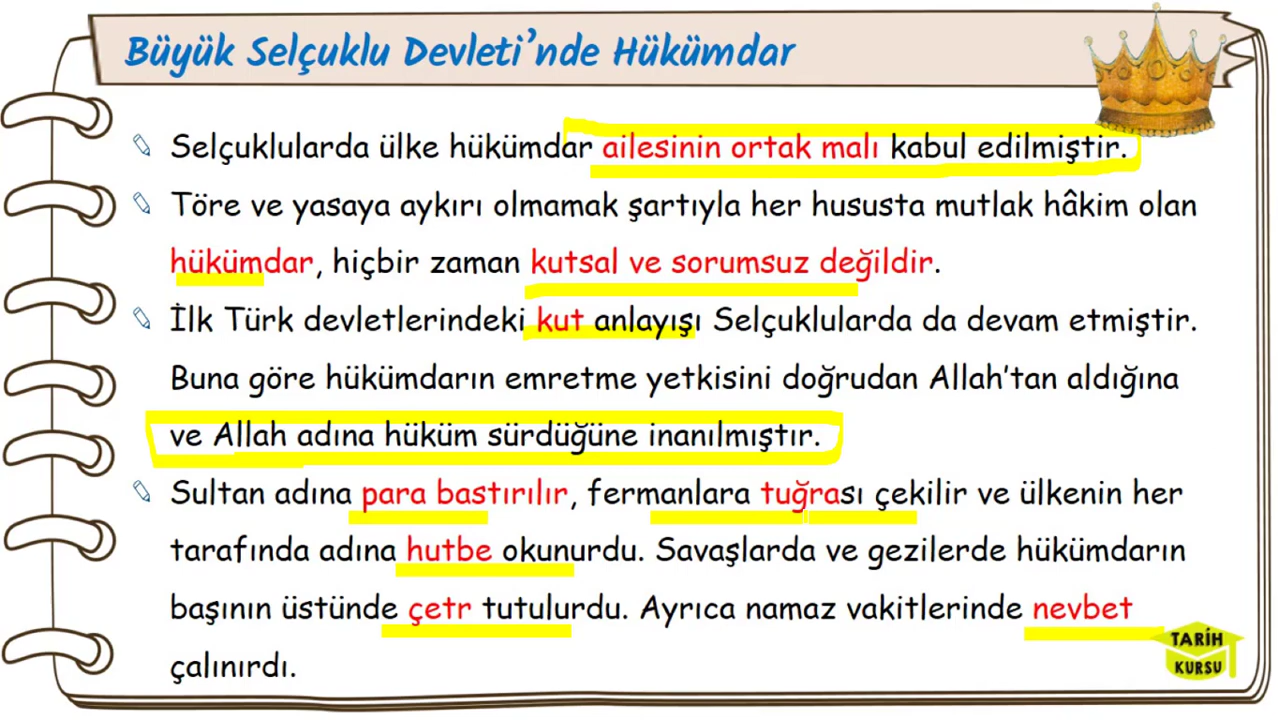 Büyük Selçuklu Devleti'nde Hükümdar
Selçuklularda ülke hükümdar ailesinin ortak malı kabul edilmiştir.
Töre ve yasaya aykırı olmamak şartıyla her hususta mutlak hâkim olan
hükümdar, hiçbir zaman kutsal ve sorumsuz değildir.
İlk Türk devletlerindeki kut anlayışı Selçuklularda da devam etmiştir.
Buna göre hükümdarın emretme yetkisini doğrudan Allah'tan aldığına
ve Allah adına hüküm sürdüğüne inanılmıştır.
Sultan adına para bastırılır, fermanlara tuğrası çekilir ve ülkenin her
tarafında adına hutbe okunurdu. Savaşlarda ve gezilerde hükümdarın
başının üstünde çetr tutulurdu. Ayrıca namaz vakitlerinde nevbet
çalınırdı.
TARİH
KURSU